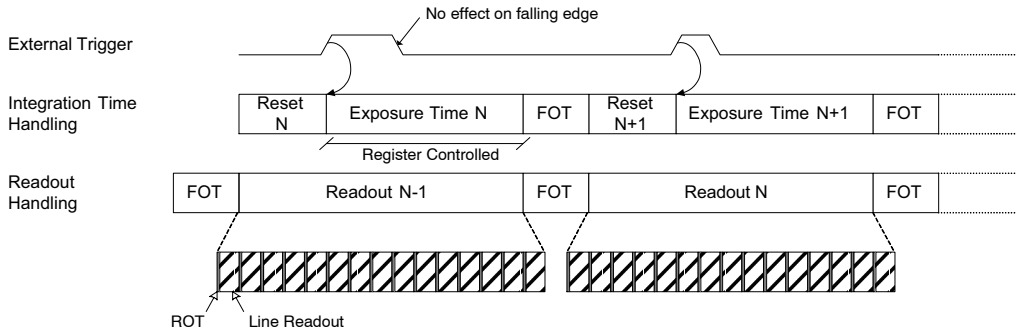 No effect on falling edge
External Trigger
Integration Time
Handling
Reset
N
Exposure Time N
FOT
Reset
N+1
Exposure Time N+1
FOT
Register Controlled
Readout
Handling
FOT
Readout N-1
FOT
Readout N
FOT
ROT
Line Readout